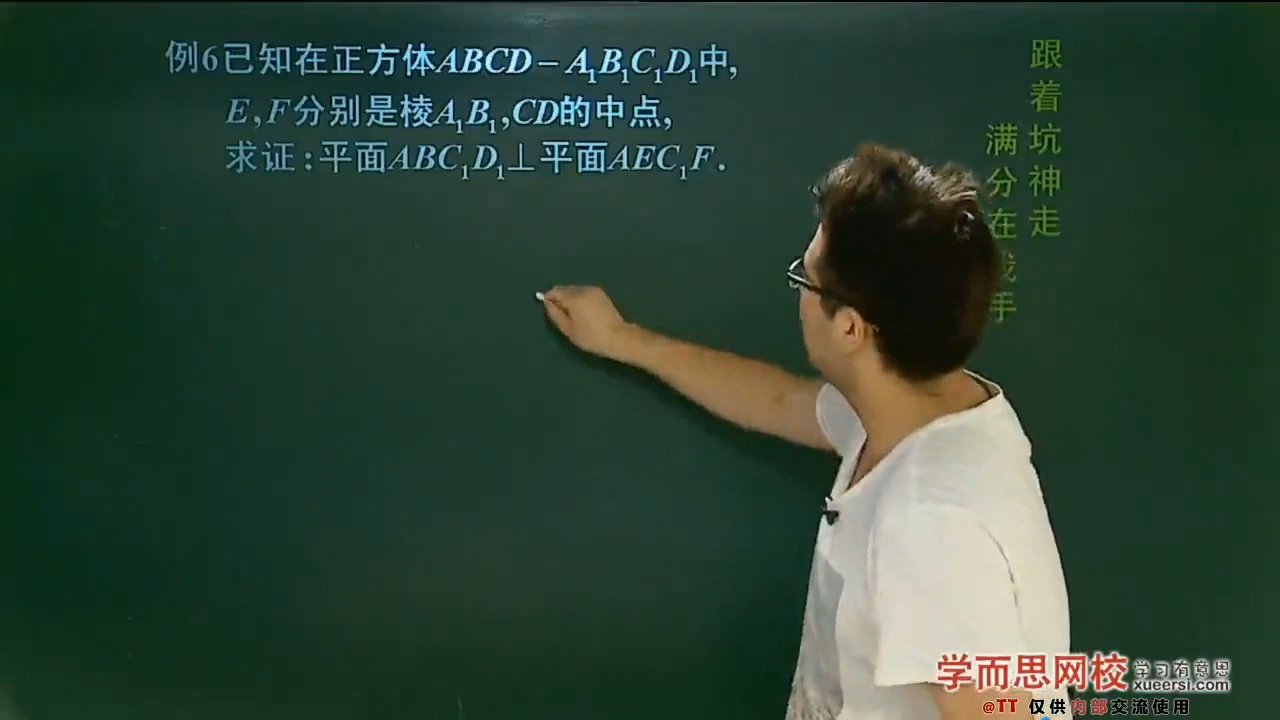 例6已知在正方体ABCD－A₁B₁C₁D₁中,
E,F分别是棱A₁B₁,CD的中点,
求证:平面ABC₁D₁⊥平面AEC₁F.
跟着坑神走
满分在我手
学而思网校 学习有意思
xueersi.com
@TT 仅供内部交流使用